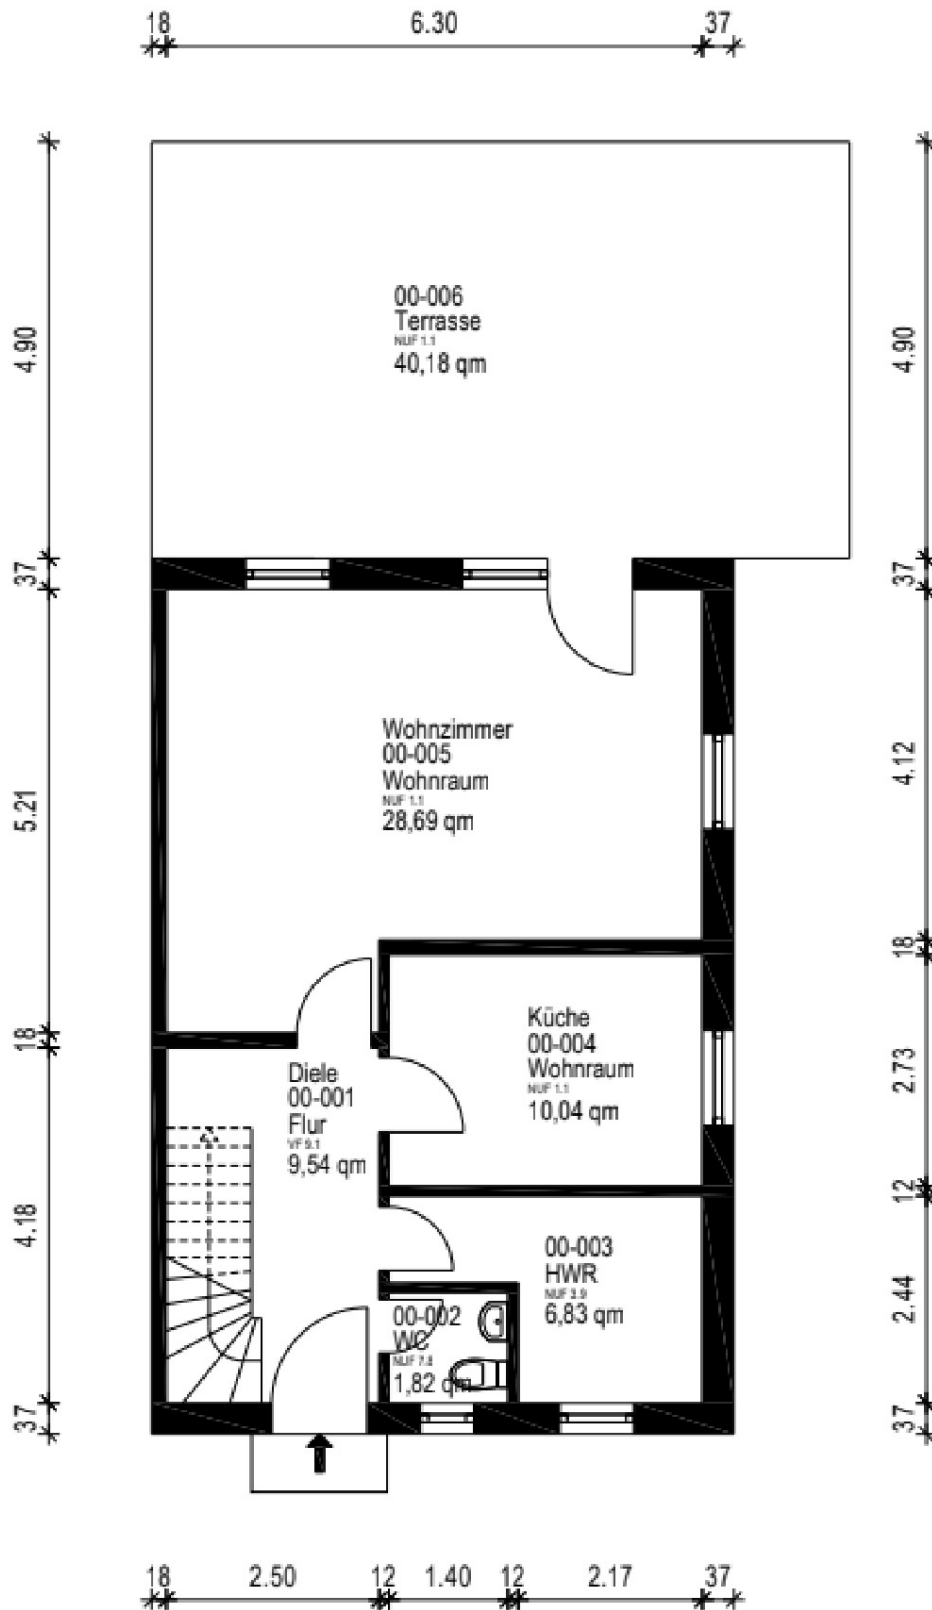 18 6.30 37
4.90
37
5.21
18
4.18
37
00-006
Terrasse
NUF 1.1
40,18 qm
Wohnzimmer
00-005
Wohnraum
NUF 1.1
28,69 qm
Küche
00-004
Wohnraum
NUF 1.1
10,04 qm
Diele
00-001
Flur
VF 9.1
9,54 qm
00-003
HWR
NUF 3.9
6,83 qm
00-002
WC
1,82 qm
4.90
37
4.12
18
2.73
12
2.44
37
18 2.50 12 1.40 12 2.17 37